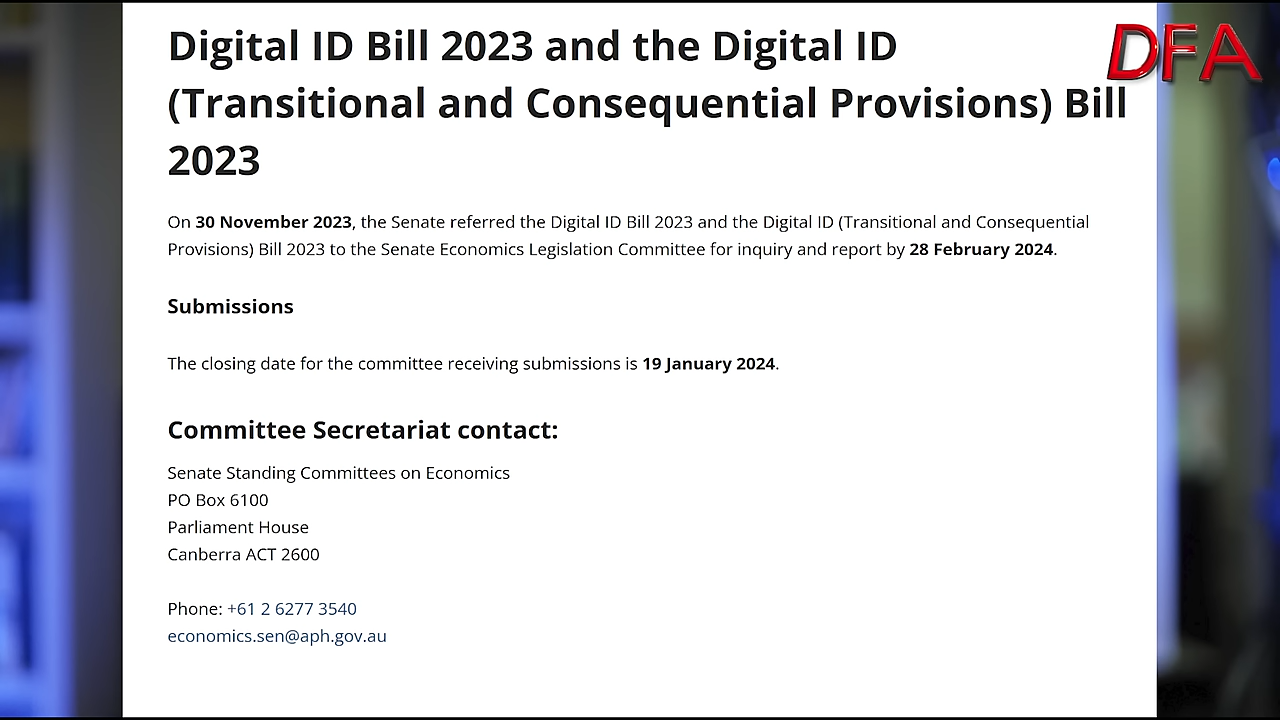 DFA
Digital ID Bill 2023 and the Digital ID
(Transitional and Consequential Provisions) Bill
2023
On 30 November 2023, the Senate referred the Digital ID Bill 2023 and the Digital ID (Transitional and Consequential
Provisions) Bill 2023 to the Senate Economics Legislation Committee for inquiry and report by 28 February 2024.
Submissions
The closing date for the committee receiving submissions is 19 January 2024.
Committee Secretariat contact:
Senate Standing Committees on Economics
PO Box 6100
Parliament House
Canberra ACT 2600
Phone: +61 2 6277 3540
economics.sen@aph.gov.au